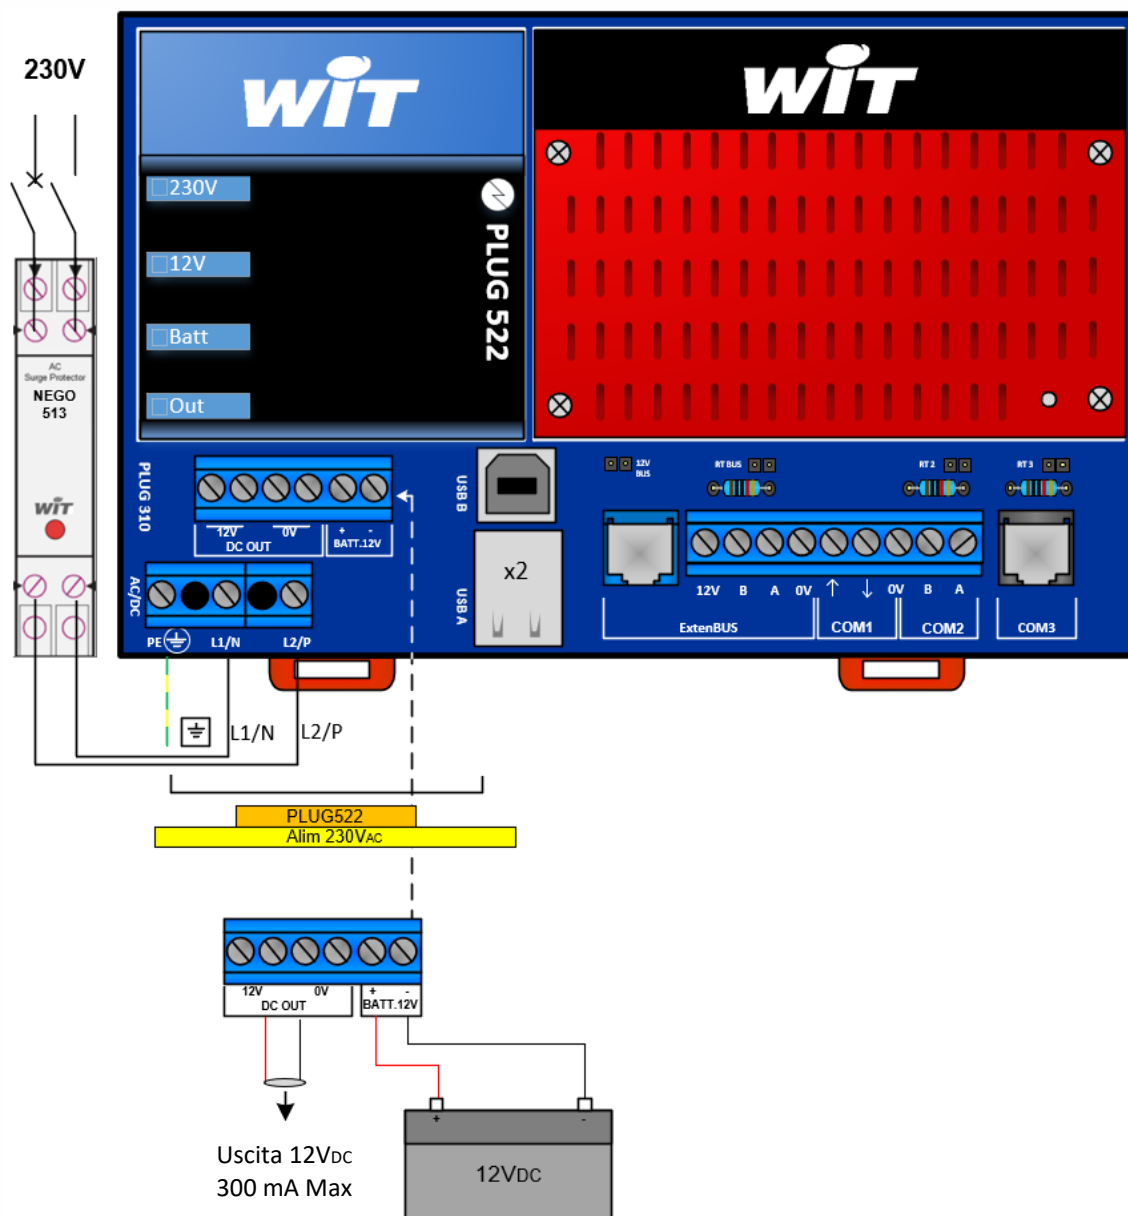 230V
WiT
WiT
230V
12V
Batt
Out
PLUG 522
AC
Surge Protector
NEGO
513
WiT
PLUG 310
12V 0V + -
DC OUT BATT.12V
AC/DC
PE L1/N L2/P
USB B
USB A
x2
12V
BUS
RT BUS
RT 2
RT 3
12V B A 0V ↑ ↓ 0V B A
ExtenBUS COM1 COM2 COM3
L1/N L2/P
PLUG522
Alim 230VAC
12V 0V + -
DC OUT BATT.12V
+ -
12VDC
Uscita 12VDC
300 mA Max